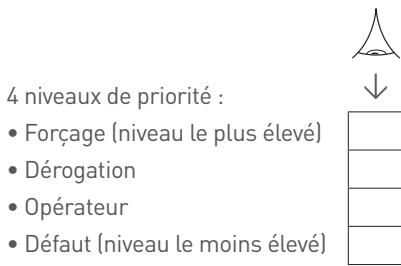 4 niveaux de priorité :
• Forçage (niveau le plus élevé)
• Dérogation
• Opérateur
• Défaut (niveau le moins élevé)